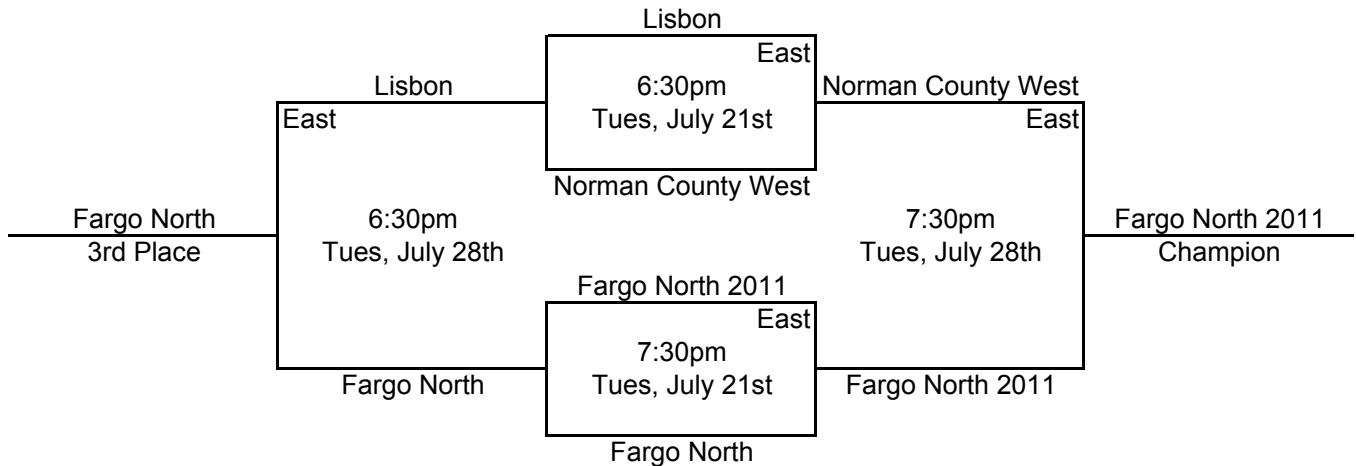 Lisbon
East
Lisbon
6:30pm
Norman County West
East
Tues, July 21st
East
Norman County West
Fargo North
6:30pm
7:30pm
Fargo North 2011
3rd Place
Tues, July 28th
Tues, July 28th
Champion
Fargo North 2011
East
7:30pm
Fargo North
Tues, July 21st
Fargo North 2011
Fargo North